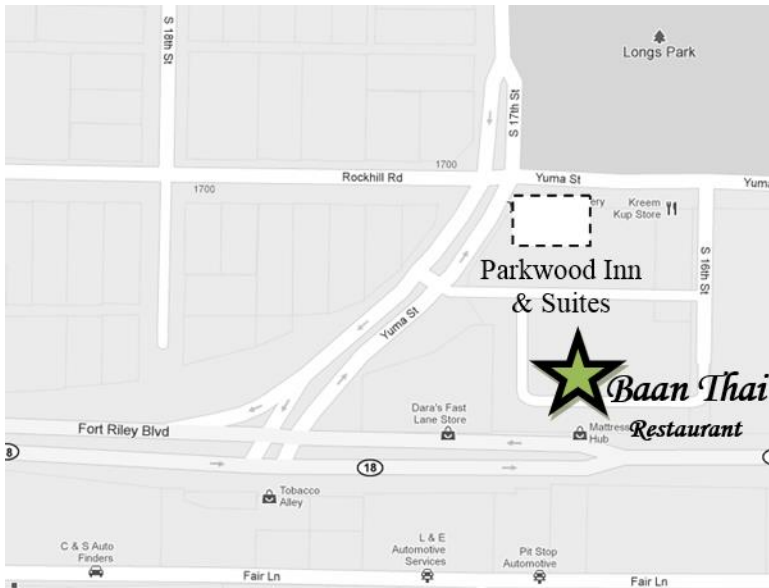 S 18th St
Longs Park
S 17th St
1700
Rockhill Rd
Yuma St
Yuma
1700
ery
Kreem
Kup Store
Parkwood Inn
& Suites
S 16th St
Yuma St
Baan Thai
Restaurant
Dara's Fast
Lane Store
Mattress
Hub
Fort Riley Blvd
8
18
Tobacco
Alley
C & S Auto
Finders
L & E
Automotive
Services
Pit Stop
Automotive
Fair Ln
Fair Ln